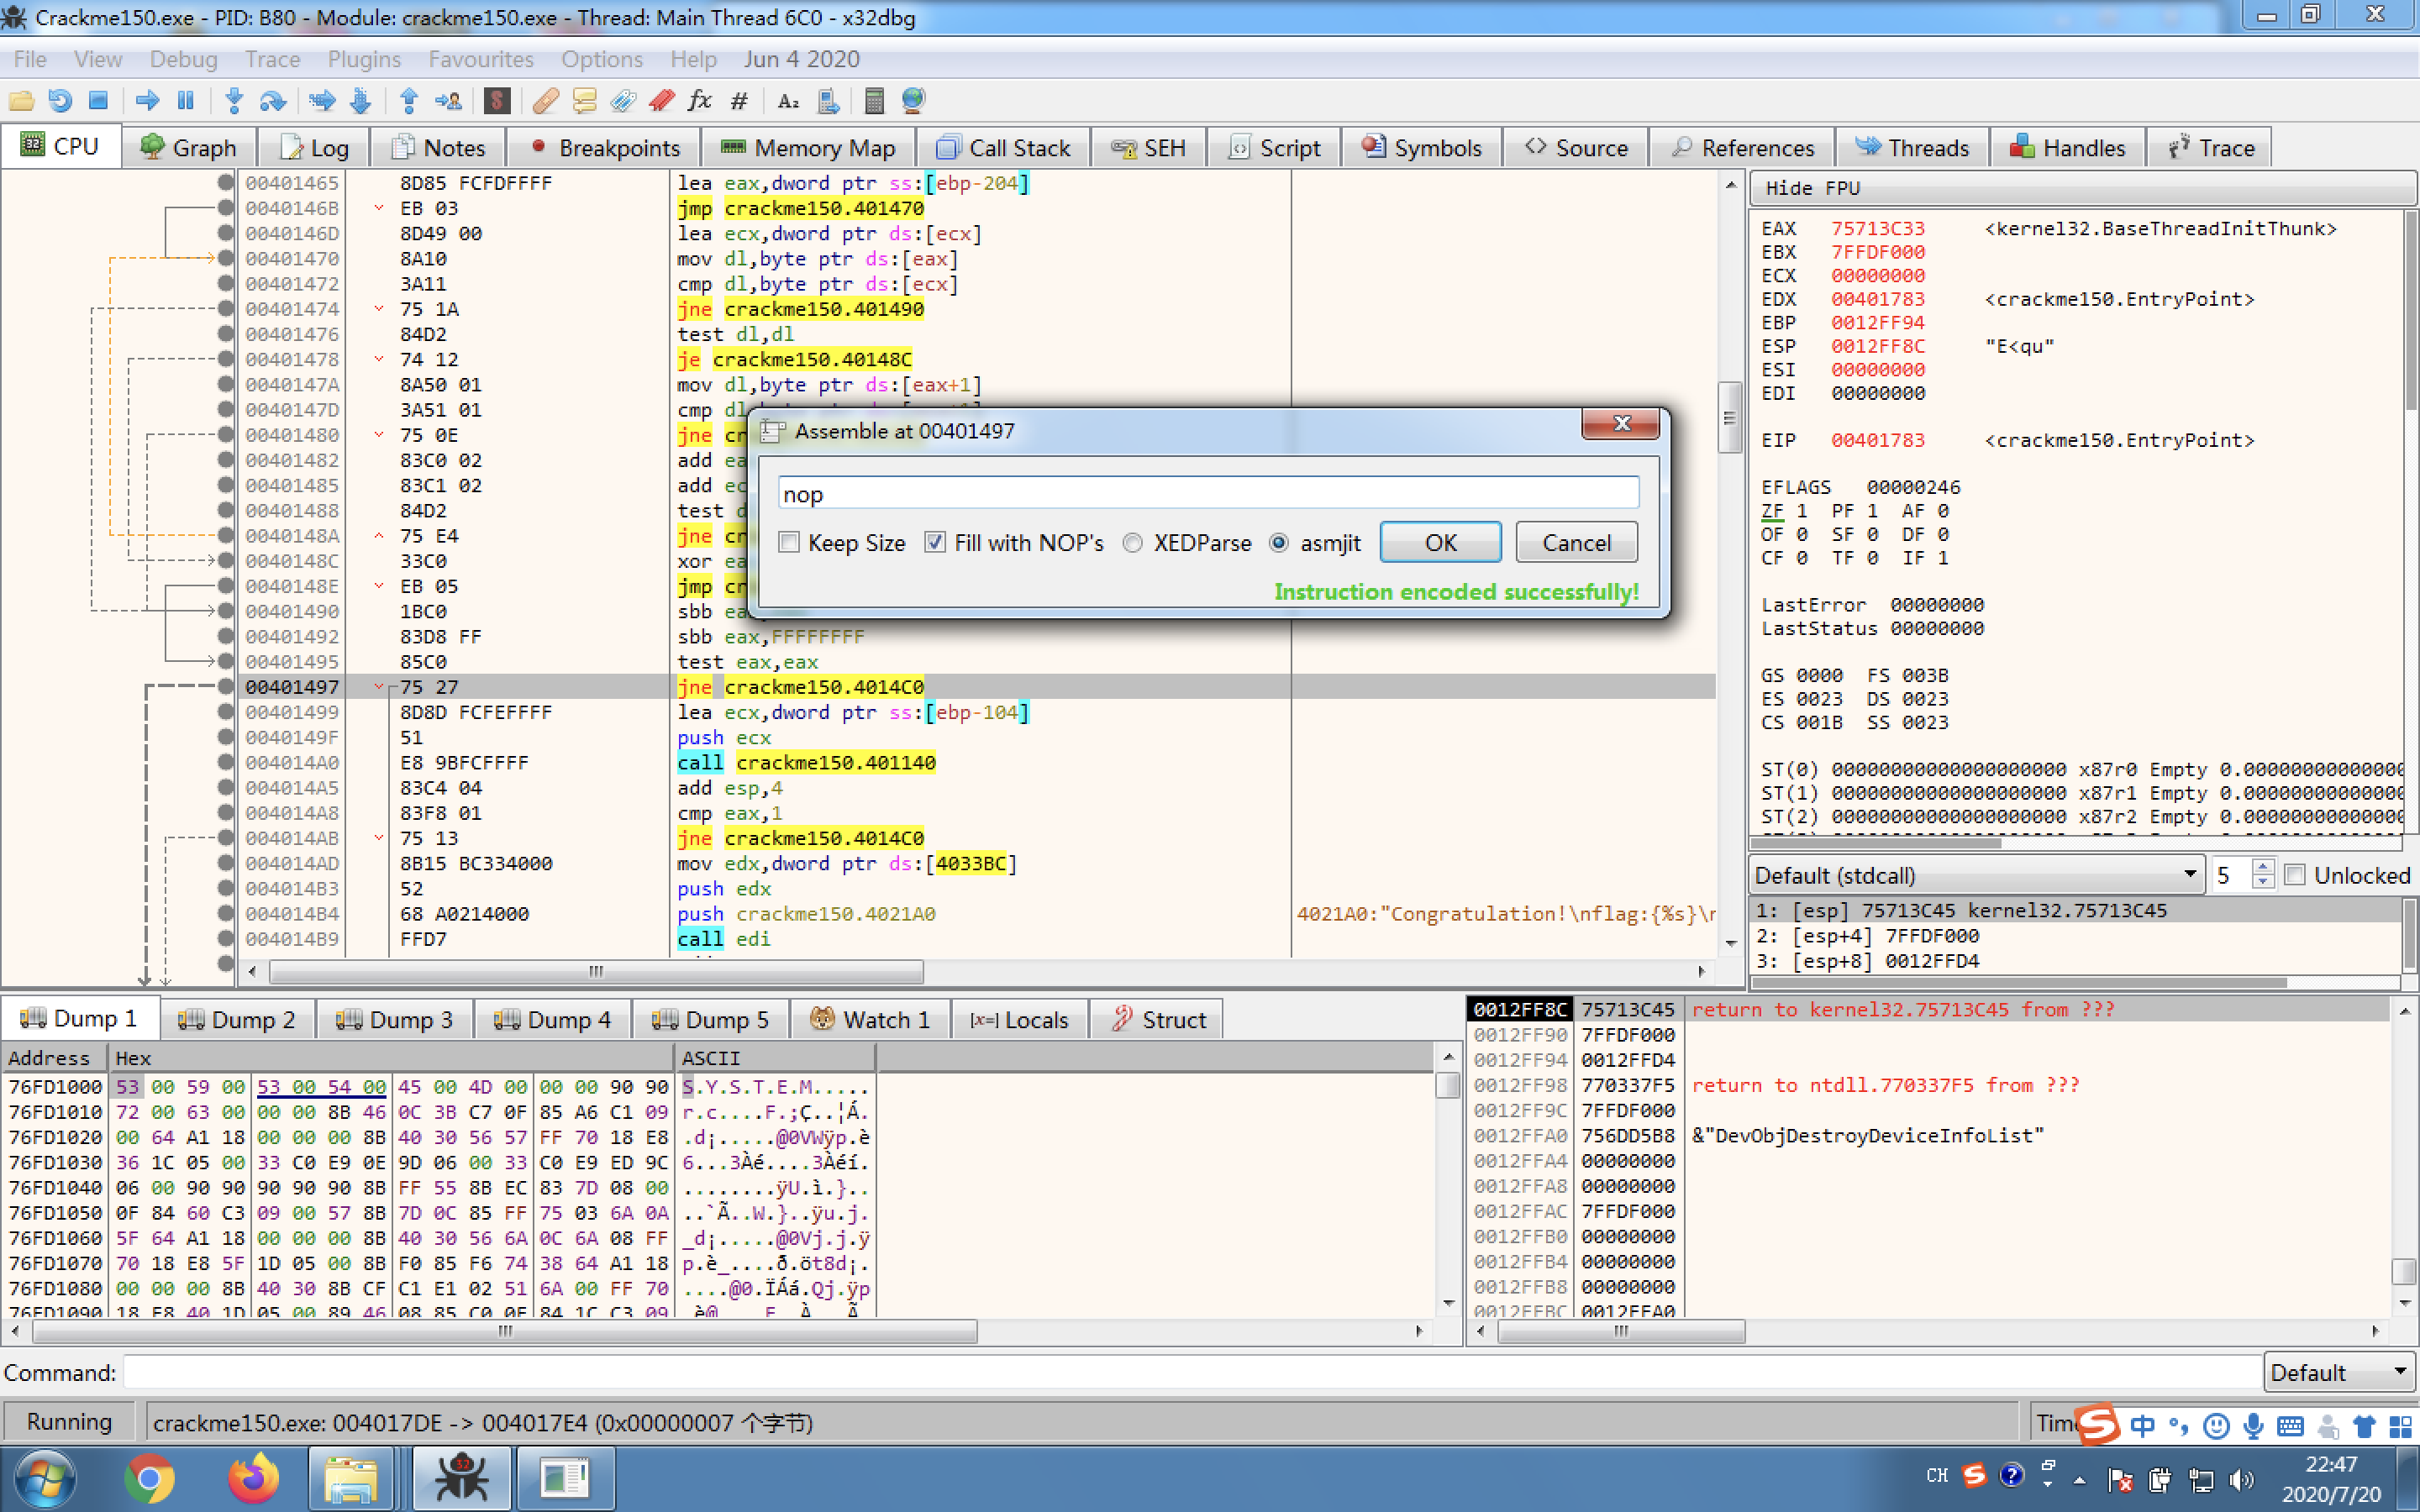 Crackme150.exe - PID: B80 - Module: crackme150.exe - Thread: Main Thread 6C0 - x32dbg
File View Debug Trace Plugins Favourites Options Help Jun 4 2020
CPU Graph Log Notes Breakpoints Memory Map Call Stack SEH Script Symbols Source References Threads Handles Trace
00401465 8D85 FCFDFFFF lea eax,dword ptr ss:[ebp-204]
0040146B EB 03 jmp crackme150.401470
0040146D 8D49 00 lea ecx,dword ptr ds:[ecx]
00401470 8A10 mov dl,byte ptr ds:[eax]
00401472 3A11 cmp dl,byte ptr ds:[ecx]
00401474 75 1A jne crackme150.401490
00401476 84D2 test dl,dl
00401478 74 12 je crackme150.40148C
0040147A 8A50 01 mov dl,byte ptr ds:[eax+1]
0040147D 3A51 01 cmp
00401480 75 0E jne
00401482 83C0 02 add
00401485 83C1 02 add
00401488 84D2 test
0040148A 75 E4 jne
0040148C 33C0 xor
0040148E EB 05 jmp
00401490 1BC0 sbb
00401492 83D8 FF sbb eax,FFFFFFFF
00401495 85C0 test eax,eax
00401497 75 27 jne crackme150.4014C0
00401499 8D8D FCFEFFFF lea ecx,dword ptr ss:[ebp-104]
0040149F 51 push ecx
004014A0 E8 9BFCFFFF call crackme150.401140
004014A5 83C4 04 add esp,4
004014A8 83F8 01 cmp eax,1
004014AB 75 13 jne crackme150.4014C0
004014AD 8B15 BC334000 mov edx,dword ptr ds:[4033BC]
004014B3 52 push edx
004014B4 68 A0214000 push crackme150.4021A0 4021A0:"Congratulation!\nflag:{%s}\r
004014B9 FFD7 call edi
Assemble at 00401497
nop
Keep Size Fill with NOP's XEDParse asmjit OK Cancel
Instruction encoded successfully!
Hide FPU
EAX 75713C33 <kernel32.BaseThreadInitThunk>
EBX 7FFDF000
ECX 00000000
EDX 00401783 <crackme150.EntryPoint>
EBP 0012FF94
ESP 0012FF8C "E<qu"
ESI 00000000
EDI 00000000
EIP 00401783 <crackme150.EntryPoint>
EFLAGS 00000246
ZF 1 PF 1 AF 0
OF 0 SF 0 DF 0
CF 0 TF 0 IF 1
LastError 00000000
LastStatus 00000000
GS 0000 FS 003B
ES 0023 DS 0023
CS 001B SS 0023
ST(0) 00000000000000000000 x87r0 Empty 0.00000000000000
ST(1) 00000000000000000000 x87r1 Empty 0.00000000000000
ST(2) 00000000000000000000 x87r2 Empty 0.00000000000000
Default (stdcall) 5 Unlocked
1: [esp] 75713C45 kernel32.75713C45
2: [esp+4] 7FFDF000
3: [esp+8] 0012FFD4
Dump 1 Dump 2 Dump 3 Dump 4 Dump 5 Watch 1 [x=] Locals Struct
Address Hex ASCII
76FD1000 53 00 59 00 53 00 54 00 45 00 4D 00 00 00 90 90 S.Y.S.T.E.M.....
76FD1010 72 00 63 00 00 00 8B 46 0C 3B C7 0F 85 A6 C1 09 r.c....F.;Ç..¦Á.
76FD1020 00 64 A1 18 00 00 00 8B 40 30 56 57 FF 70 18 E8 .d¡.....@0VWÿp.è
76FD1030 36 1C 05 00 33 C0 E9 0E 9D 06 00 33 C0 E9 ED 9C 6...3Àé....3Àéí.
76FD1040 06 00 90 90 90 90 90 8B FF 55 8B EC 83 7D 08 00 ........ÿU.ì.}..
76FD1050 0F 84 60 C3 09 00 57 8B 7D 0C 85 FF 75 03 6A 0A ..`Ã..W.}..ÿu.j.
76FD1060 5F 64 A1 18 00 00 00 8B 40 30 56 6A 0C 6A 08 FF _d¡.....@0Vj.j.ÿ
76FD1070 70 18 E8 5F 1D 05 00 8B F0 85 F6 74 38 64 A1 18 p.è_....ð.öt8d¡.
76FD1080 00 00 00 8B 40 30 8B CF C1 E1 02 51 6A 00 FF 70 ....@0.ÏÁá.Qj.ÿp
76FD1090 18 E8 40 1D 05 00 89 46 08 85 C0 0F 84 1C C3 09
0012FF8C 75713C45 return to kernel32.75713C45 from ???
0012FF90 7FFDF000
0012FF94 0012FFD4
0012FF98 770337F5 return to ntdll.770337F5 from ???
0012FF9C 7FFDF000
0012FFA0 756DD5B8 &"DevObjDestroyDeviceInfoList"
0012FFA4 00000000
0012FFA8 00000000
0012FFAC 7FFDF000
0012FFB0 00000000
0012FFB4 00000000
0012FFB8 00000000
0012FFBC 0012FFA0
Command: Default
Running crackme150.exe: 004017DE -> 004017E4 (0x00000007 个字节) Time 中
CH 22:47
2020/7/20